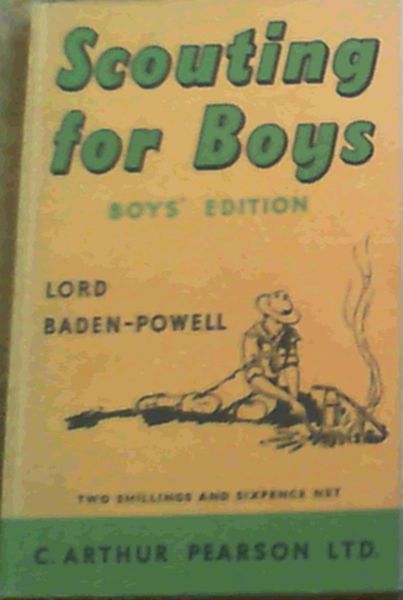 Scouting
for Boys
BOYS' EDITION
LORD
BADEN-POWELL
TWO SHILLINGS AND SIXPENCE NET
C. ARTHUR PEARSON LTD.